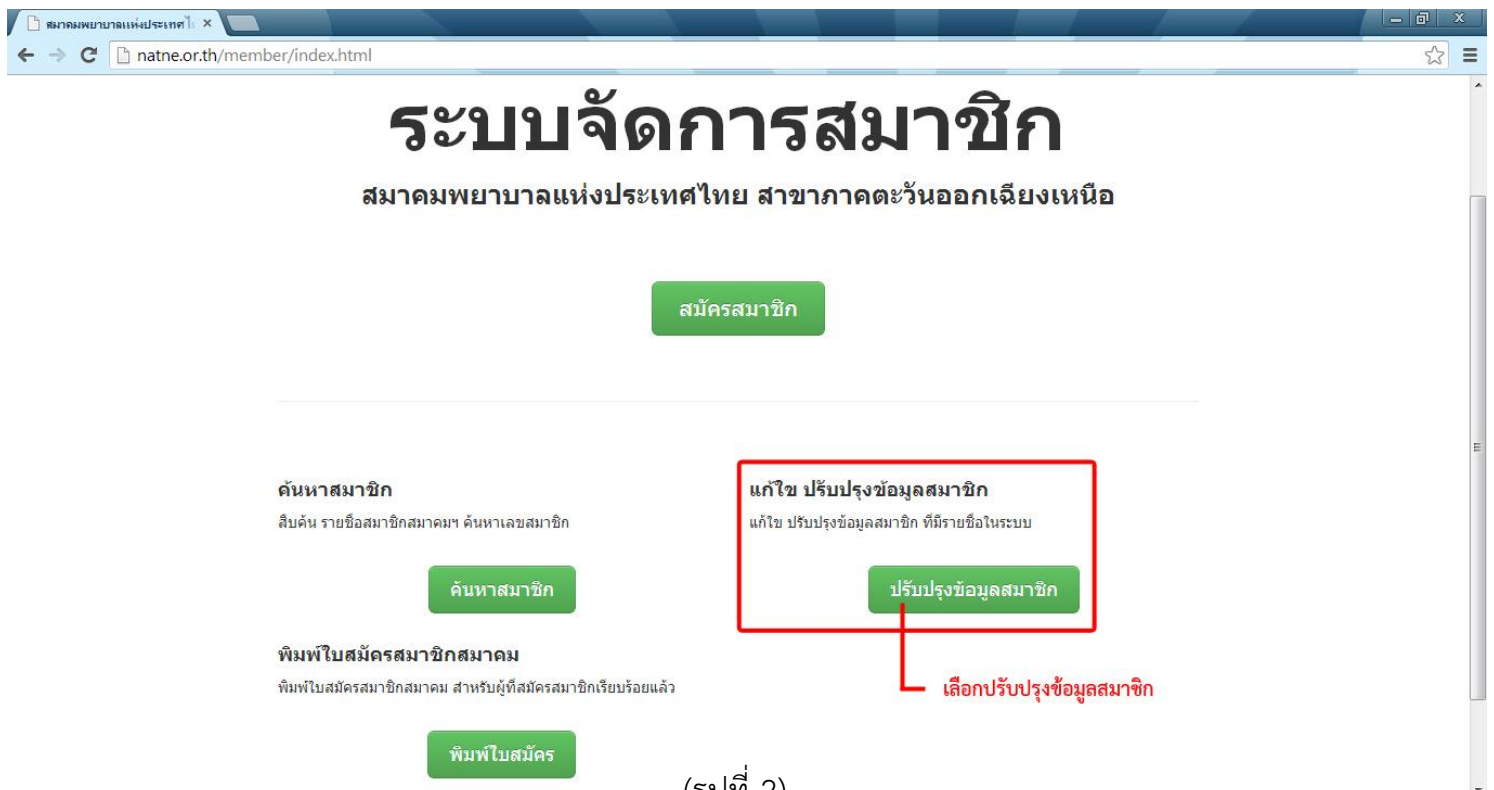 สมาคมพยาบาลแห่งประเทศไ
natne.or.th/member/index.html
ระบบจัดการสมาชิก
สมาคมพยาบาลแห่งประเทศไทย สาขาภาคตะวันออกเฉียงเหนือ
สมัครสมาชิก
ค้นหาสมาชิก
สืบค้น รายชื่อสมาชิกสมาคมฯ ค้นหาเลขสมาชิก
ค้นหาสมาชิก
แก้ใข ปรับปรุงข้อมูลสมาชิก
แก้ใข ปรับปรุงข้อมูลสมาชิก ที่มีรายชื่อในระบบ
ปรับปรุงข้อมูลสมาชิก
เลือกปรับปรุงข้อมูลสมาชิก
พิมพ์ใบสมัครสมาชิกสมาคม
พิมพ์ใบสมัครสมาชิกสมาคม สำหรับผู้ที่สมัครสมาชิกเรียบร้อยแล้ว
พิมพ์ใบสมัคร
(รูปที่ 2)